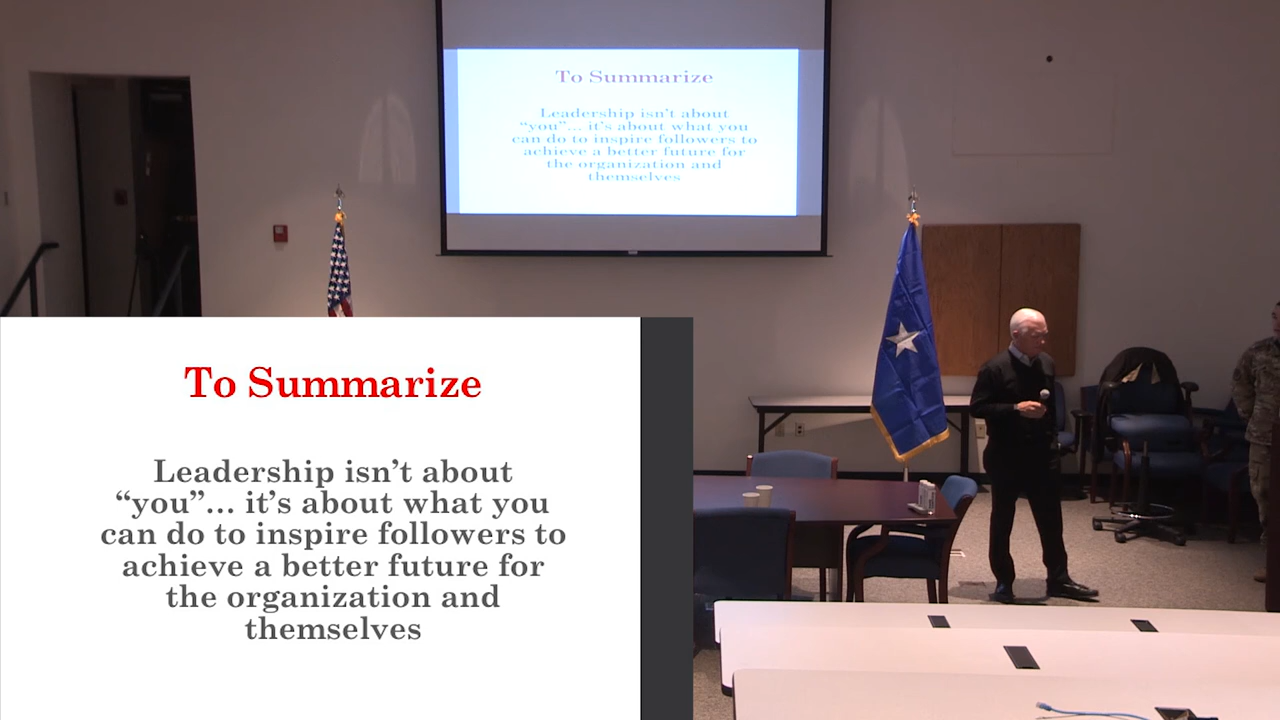 To Summarize
Leadership isn't about
“you”... it's about what you
can do to inspire followers to
achieve a better future for
the organization and
themselves
To Summarize
Leadership isn't about
“you”... it's about what you
can do to inspire followers to
achieve a better future for
the organization and
themselves